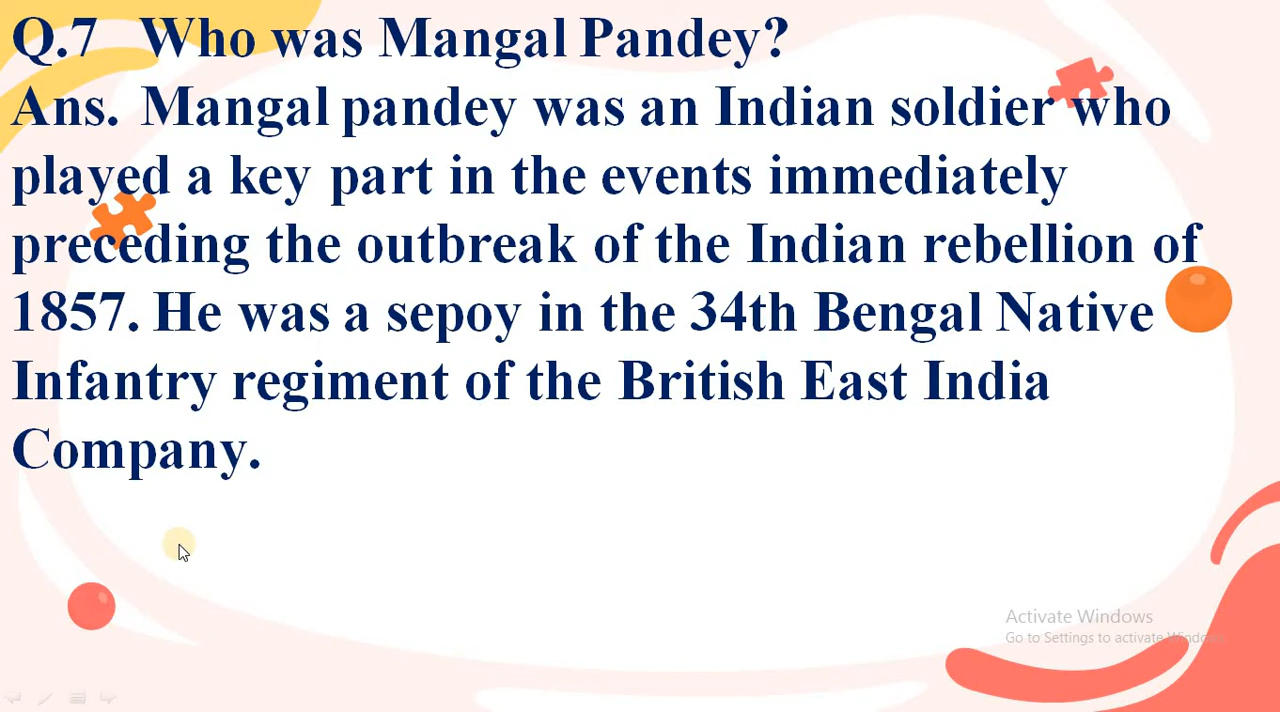 Q.7 Who was Mangal Pandey?
Ans. Mangal pandey was an Indian soldier who
played a key part in the events immediately
preceding the outbreak of the Indian rebellion of
1857. He was a sepoy in the 34th Bengal Native
Infantry regiment of the British East India
Company.
Activate Windows
Go to Settings to activate Windows.